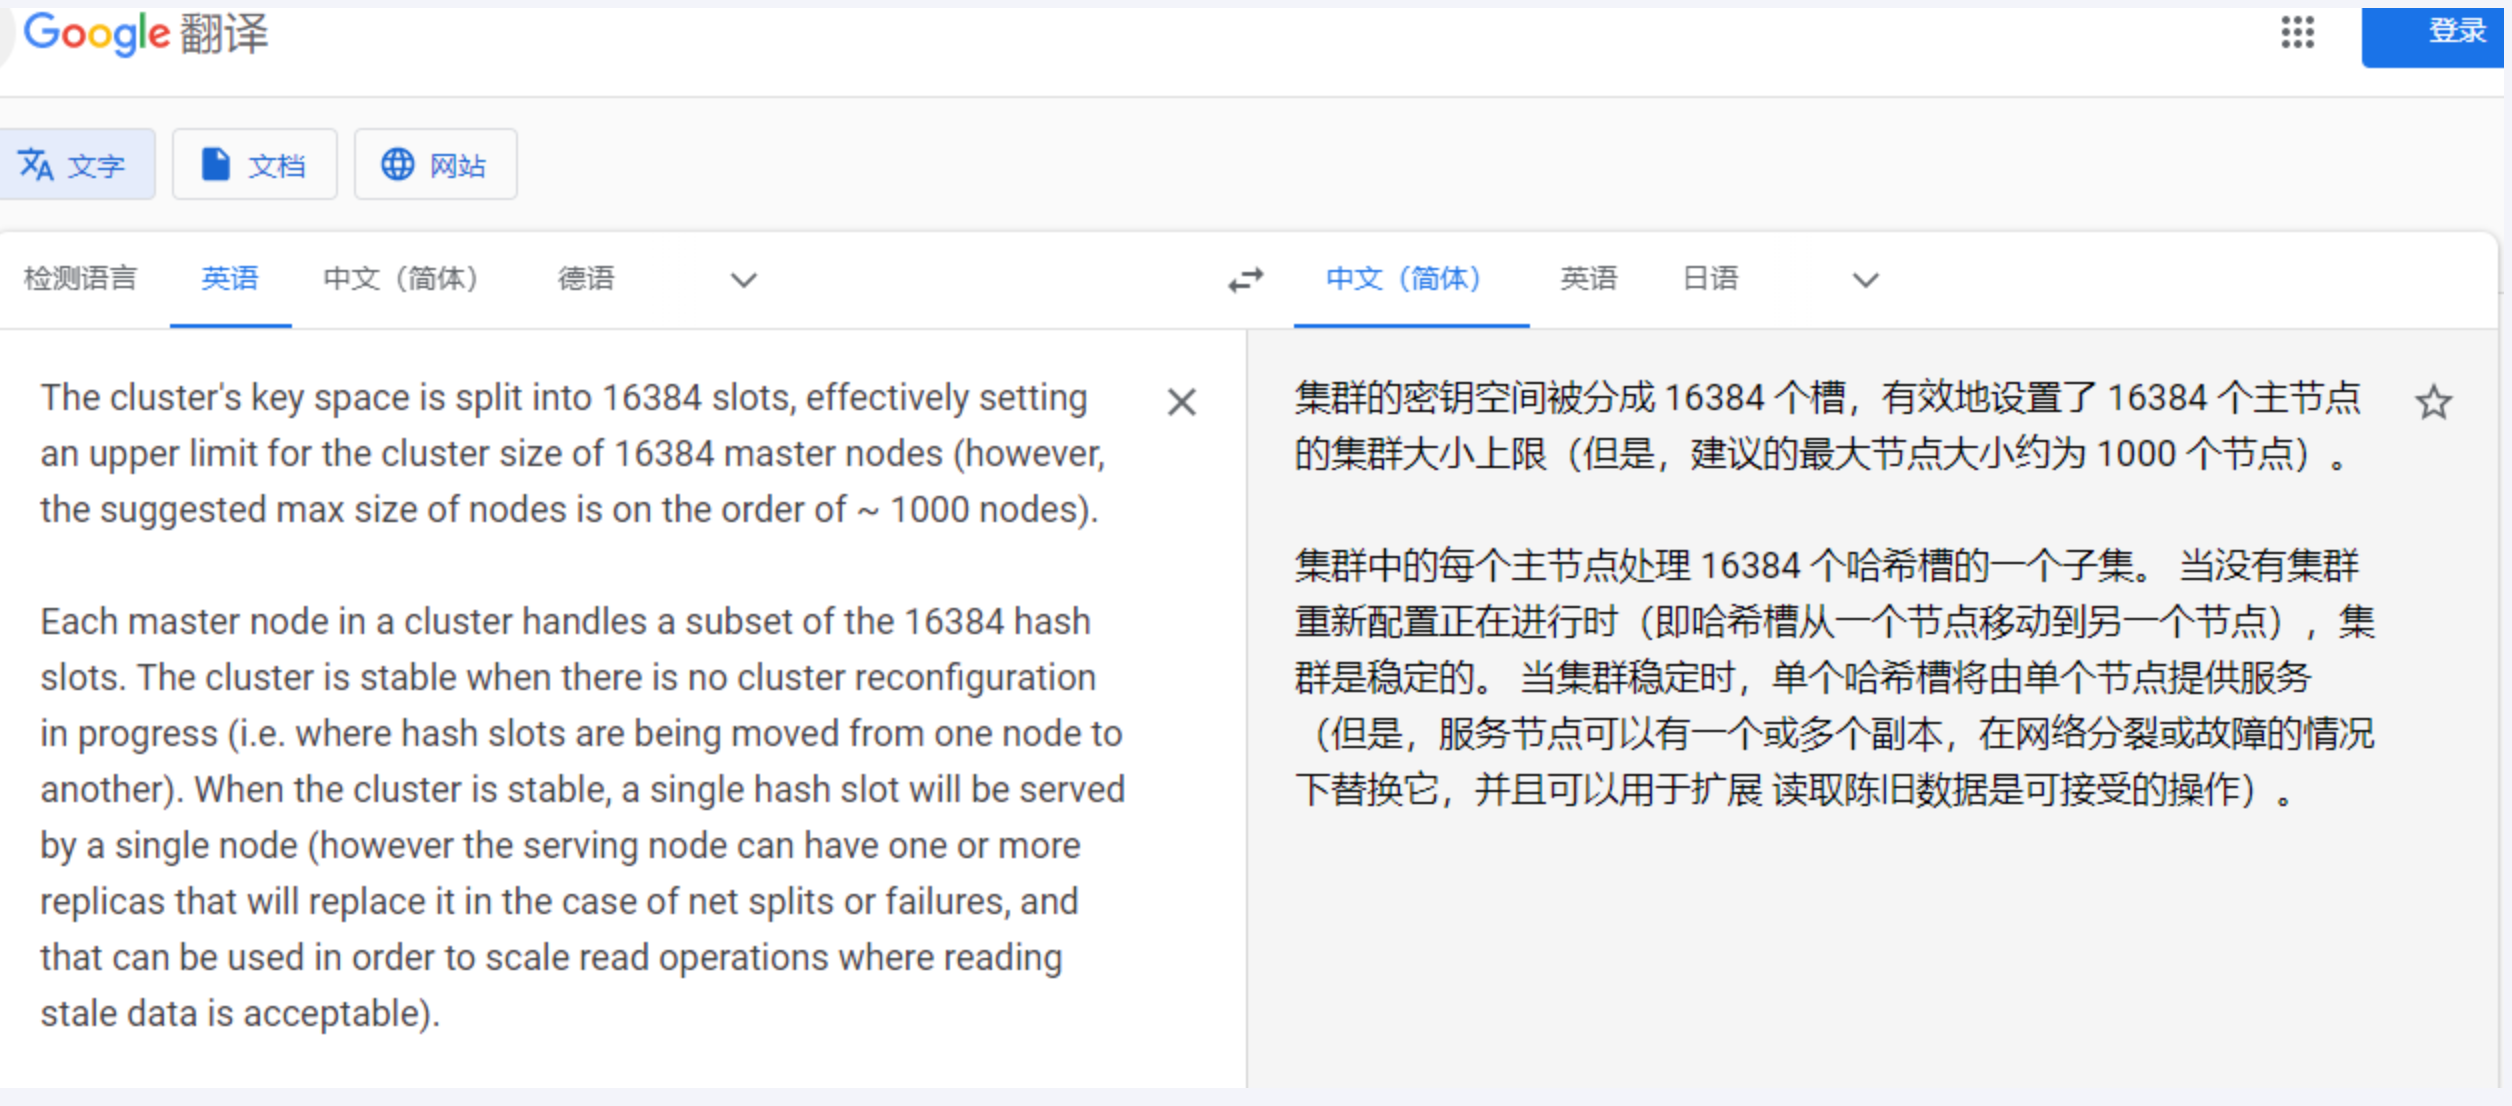 Google 翻译
登录
文字
文档
网站
检测语言 英语 中文（简体） 德语
中文（简体） 英语 日语
The cluster's key space is split into 16384 slots, effectively setting
an upper limit for the cluster size of 16384 master nodes (however,
the suggested max size of nodes is on the order of ~ 1000 nodes).
Each master node in a cluster handles a subset of the 16384 hash
slots. The cluster is stable when there is no cluster reconfiguration
in progress (i.e. where hash slots are being moved from one node to
another). When the cluster is stable, a single hash slot will be served
by a single node (however the serving node can have one or more
replicas that will replace it in the case of net splits or failures, and
that can be used in order to scale read operations where reading
stale data is acceptable).
集群的密钥空间被分成 16384 个槽，有效地设置了 16384 个主节点
的集群大小上限（但是，建议的最大节点大小约为 1000 个节点）。
集群中的每个主节点处理 16384 个哈希槽的一个子集。 当没有集群
重新配置正在进行时（即哈希槽从一个节点移动到另一个节点），集
群是稳定的。 当集群稳定时，单个哈希槽将由单个节点提供服务
（但是，服务节点可以有一个或多个副本，在网络分裂或故障的情况
下替换它，并且可以用于扩展 读取陈旧数据是可接受的操作）。